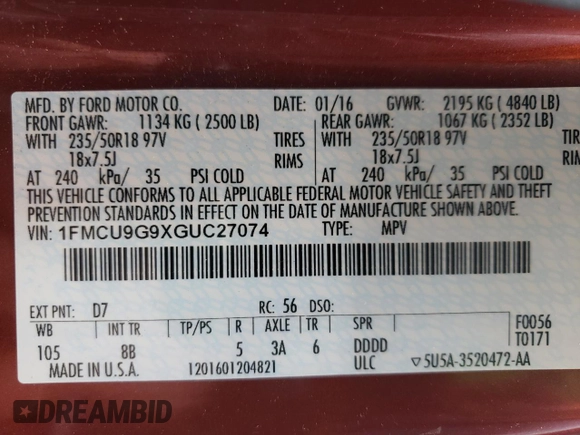 MFD. BY FORD MOTOR CO. DATE: 01/16 GVWR: 2195 KG ( 4840 LB)
FRONT GAWR: 1134 KG ( 2500 LB) REAR GAWR: 1067 KG ( 2352 LB)
WITH 235/50R18 97V TIRES WITH 235/50R18 97V
18x7.5J RIMS 18x7.5J
AT 240 kPa/ 35 PSI COLD AT 240 kPa/ 35 PSI COLD
THIS VEHICLE CONFORMS TO ALL APPLICABLE FEDERAL MOTOR VEHICLE SAFETY AND THEFT
PREVENTION STANDARDS IN EFFECT ON THE DATE OF MANUFACTURE SHOWN ABOVE.
VIN: 1FMCU9G9XGUC27074 TYPE: MPV
EXT PNT: D7 RC: 56 DSO:
WB INT TR TP/PS R AXLE TR SPR F0056
105 8B 5 3A 6 DDDD T0171
MADE IN U.S.A. 1201601204821 ULC ▽5U5A-3520472-AA
DREAMBID